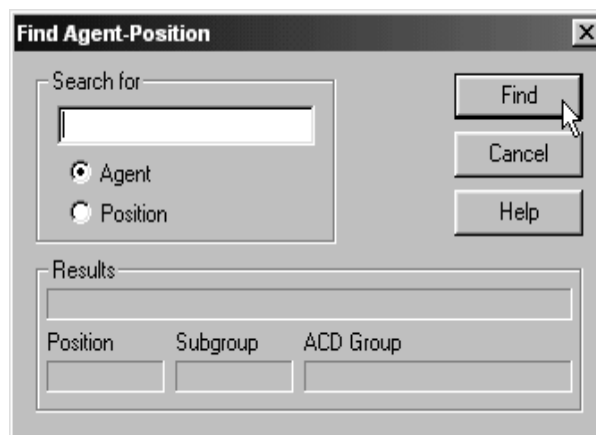 Find Agent-Position
Search for
Agent
Position
Find
Cancel
Help
Results
Position Subgroup ACD Group